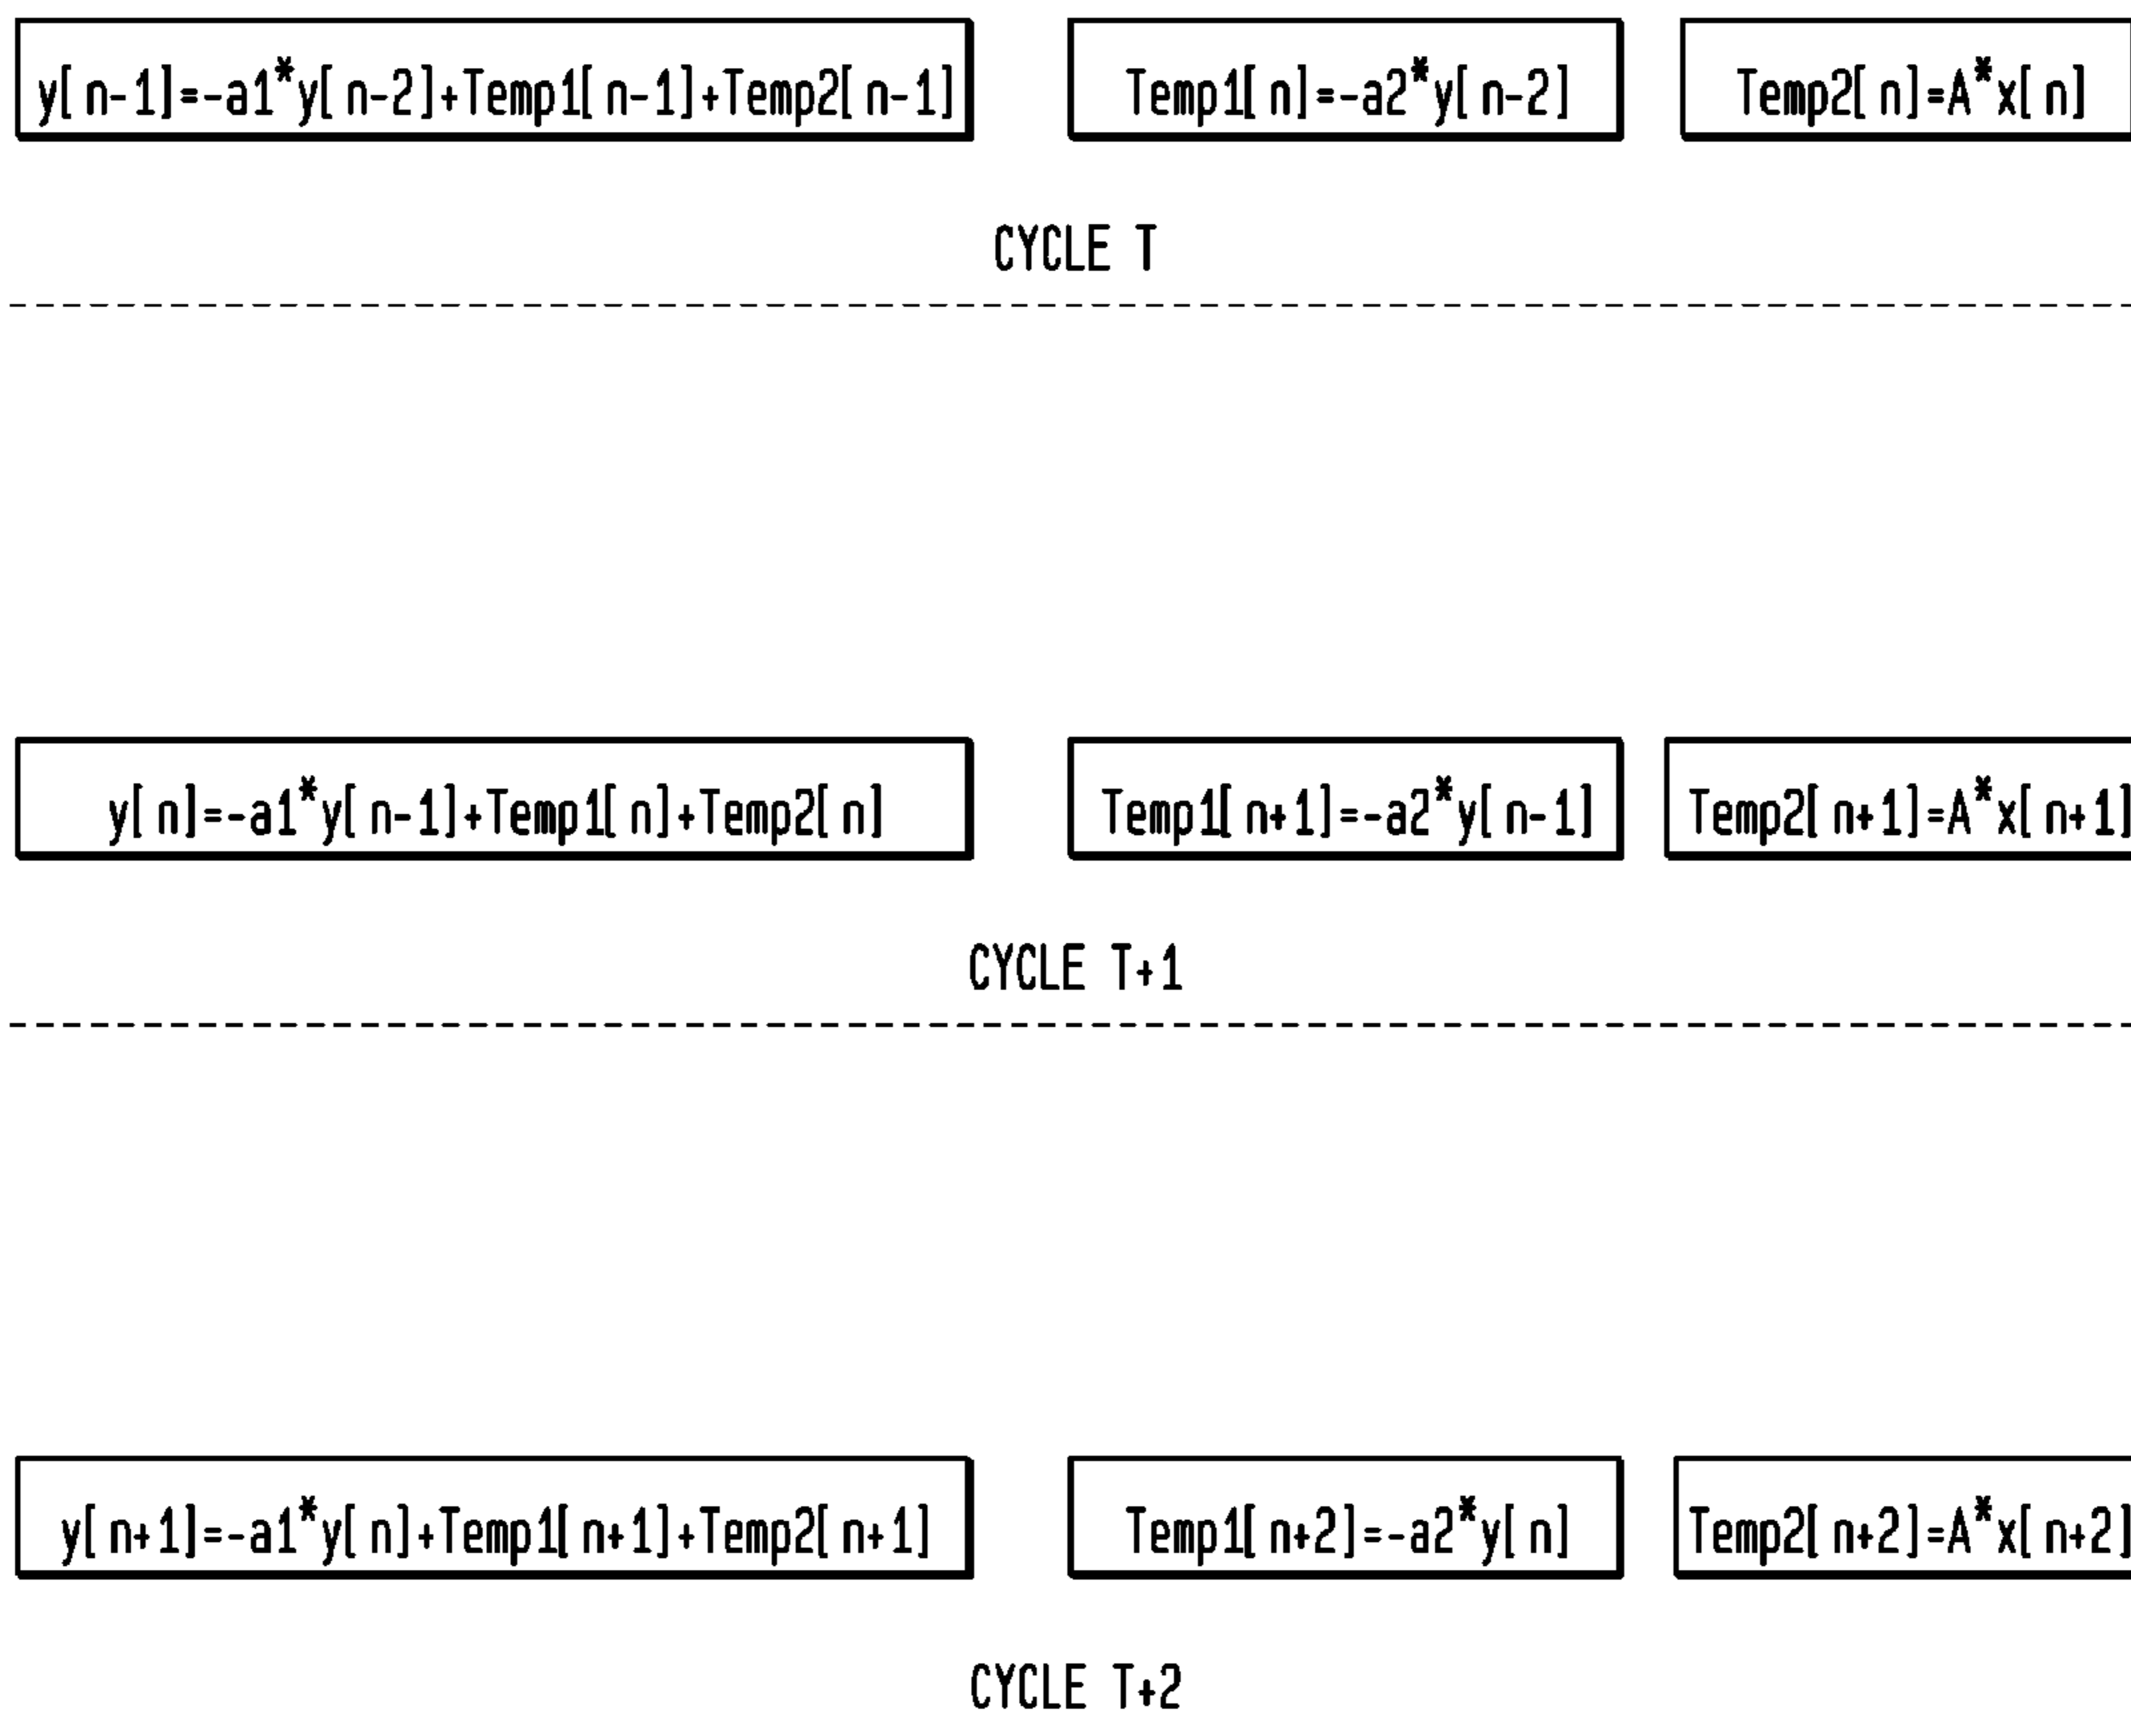 y[n-1]=-a1*y[n-2]+Temp1[n-1]+Temp2[n-1] Temp1[n]=-a2*y[n-2] Temp2[n]=A*x[n]
CYCLE T
y[n]=-a1*y[n-1]+Temp1[n]+Temp2[n] Temp1[n+1]=-a2*y[n-1] Temp2[n+1]=A*x[n+1]
CYCLE T+1
y[n+1]=-a1*y[n]+Temp1[n+1]+Temp2[n+1] Temp1[n+2]=-a2*y[n] Temp2[n+2]=A*x[n+2]
CYCLE T+2